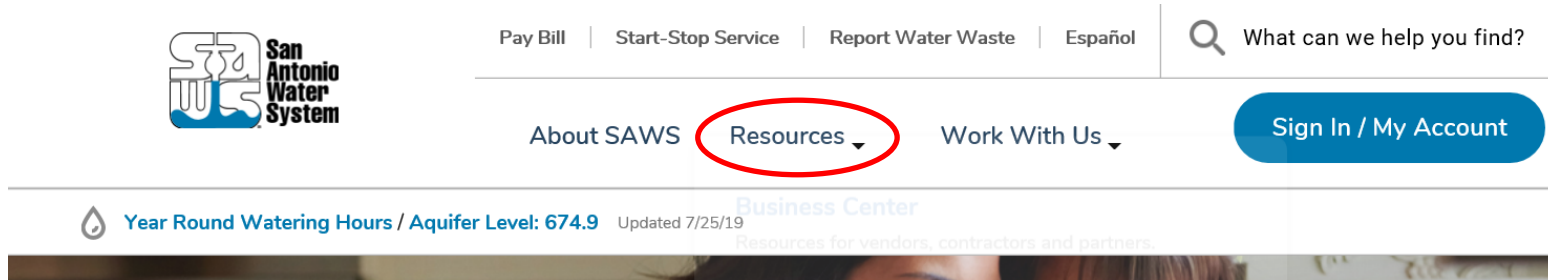 San
Antonio
Water
System
Pay Bill | Start-Stop Service | Report Water Waste | Español
What can we help you find?
About SAWS Resources Work With Us
Sign In / My Account
Year Round Watering Hours / Aquifer Level: 674.9 Updated 7/25/19
Business Center
Resources for vendors, contractors and partners.